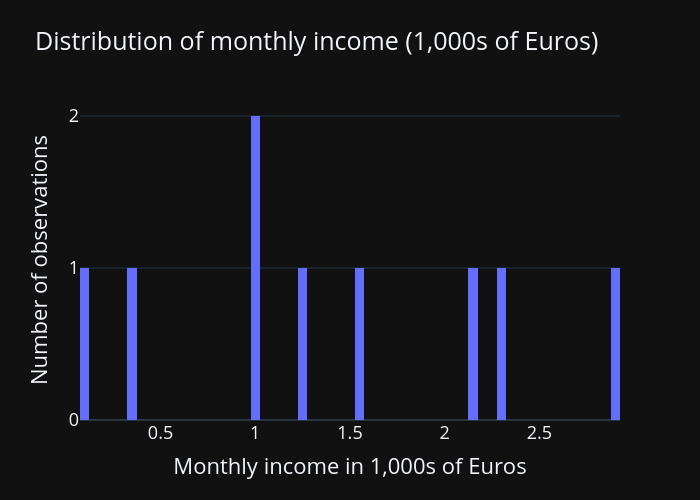 Distribution of monthly income (1,000s of Euros)
2
1
0
Number of observations
0.5 1 1.5 2 2.5
Monthly income in 1,000s of Euros